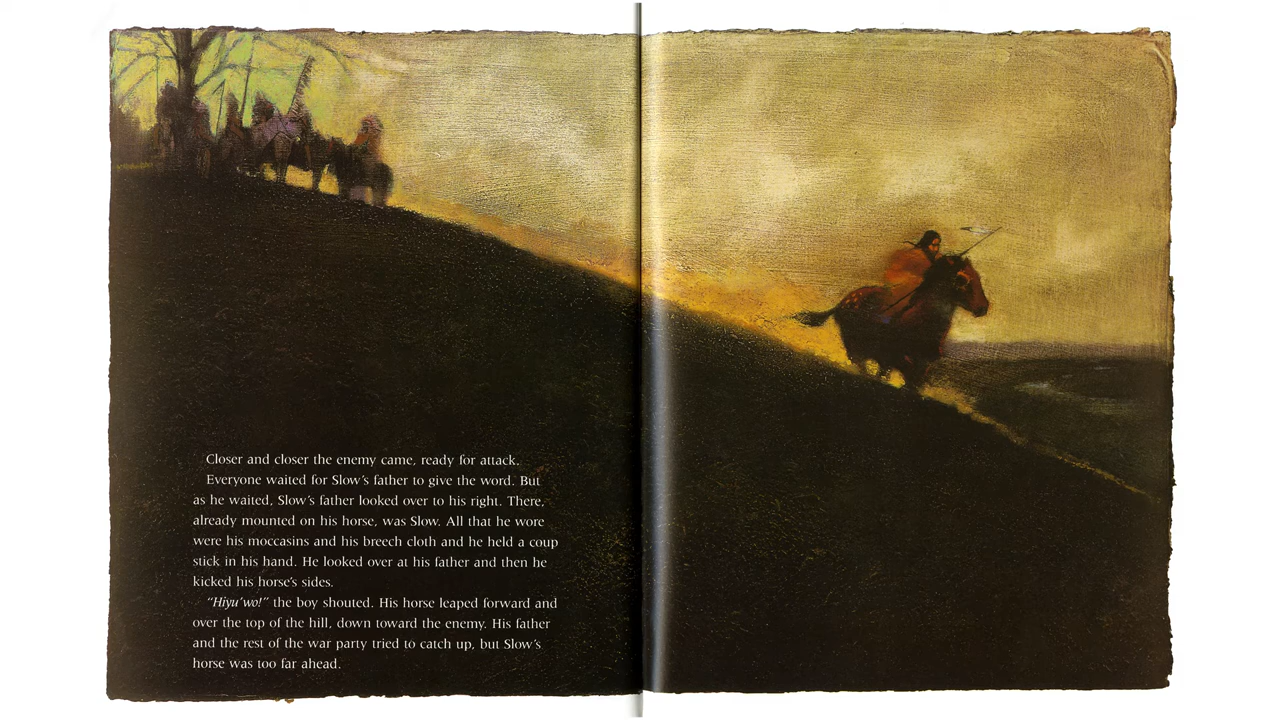 Closer and closer the enemy came, ready for attack.
Everyone waited for Slow's father to give the word. But
as he waited, Slow's father looked over to his right. There,
already mounted on his horse, was Slow. All that he wore
were his moccasins and his breech cloth and he held a coup
stick in his hand. He looked over at his father and then he
kicked his horse's sides.
"Hiyu'wo!" the boy shouted. His horse leaped forward and
over the top of the hill, down toward the enemy. His father
and the rest of the war party tried to catch up, but Slow's
horse was too far ahead.